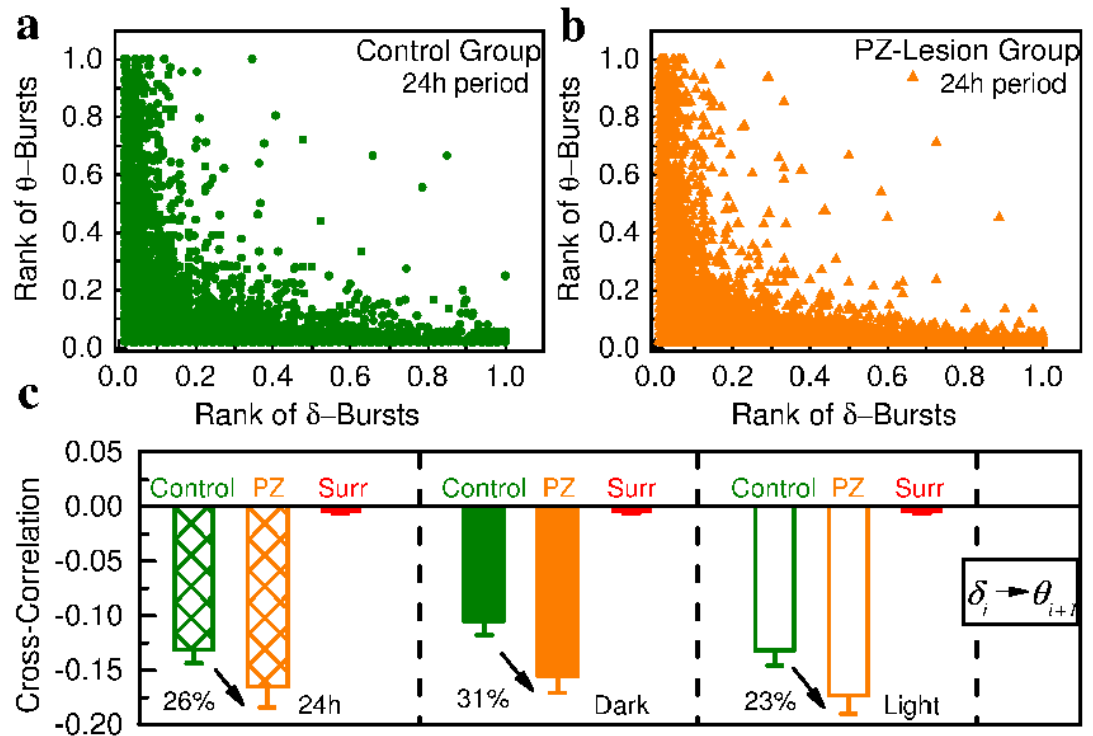 a
Control Group
24h period
Rank of θ−Bursts
1.0
0.8
0.6
0.4
0.2
0.0
0.0 0.2 0.4 0.6 0.8 1.0
Rank of δ−Bursts
b
PZ-Lesion Group
24h period
Rank of θ−Bursts
1.0
0.8
0.6
0.4
0.2
0.0
0.0 0.2 0.4 0.6 0.8 1.0
Rank of δ−Bursts
c
Cross-Correlation
0.05
0.00
-0.05
-0.10
-0.15
-0.20
Control PZ Surr
26% 24h
Control PZ Surr
31% Dark
Control PZ Surr
23% Light
δi → θi+1